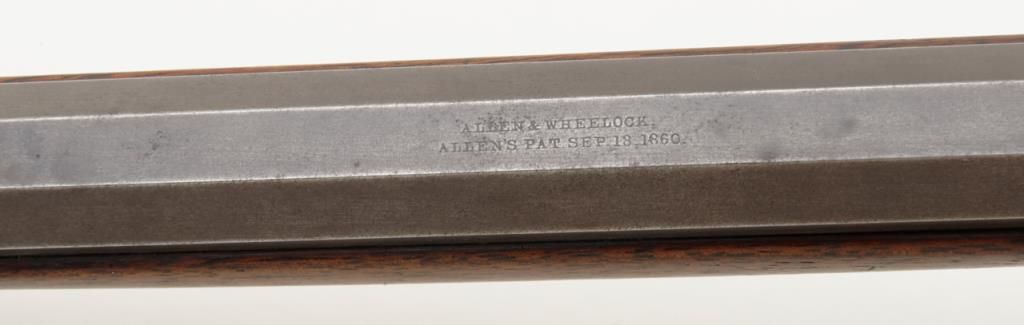 ALLEN & WHEELOCK.
ALLEN'S PAT. SEP. 18, 1860.